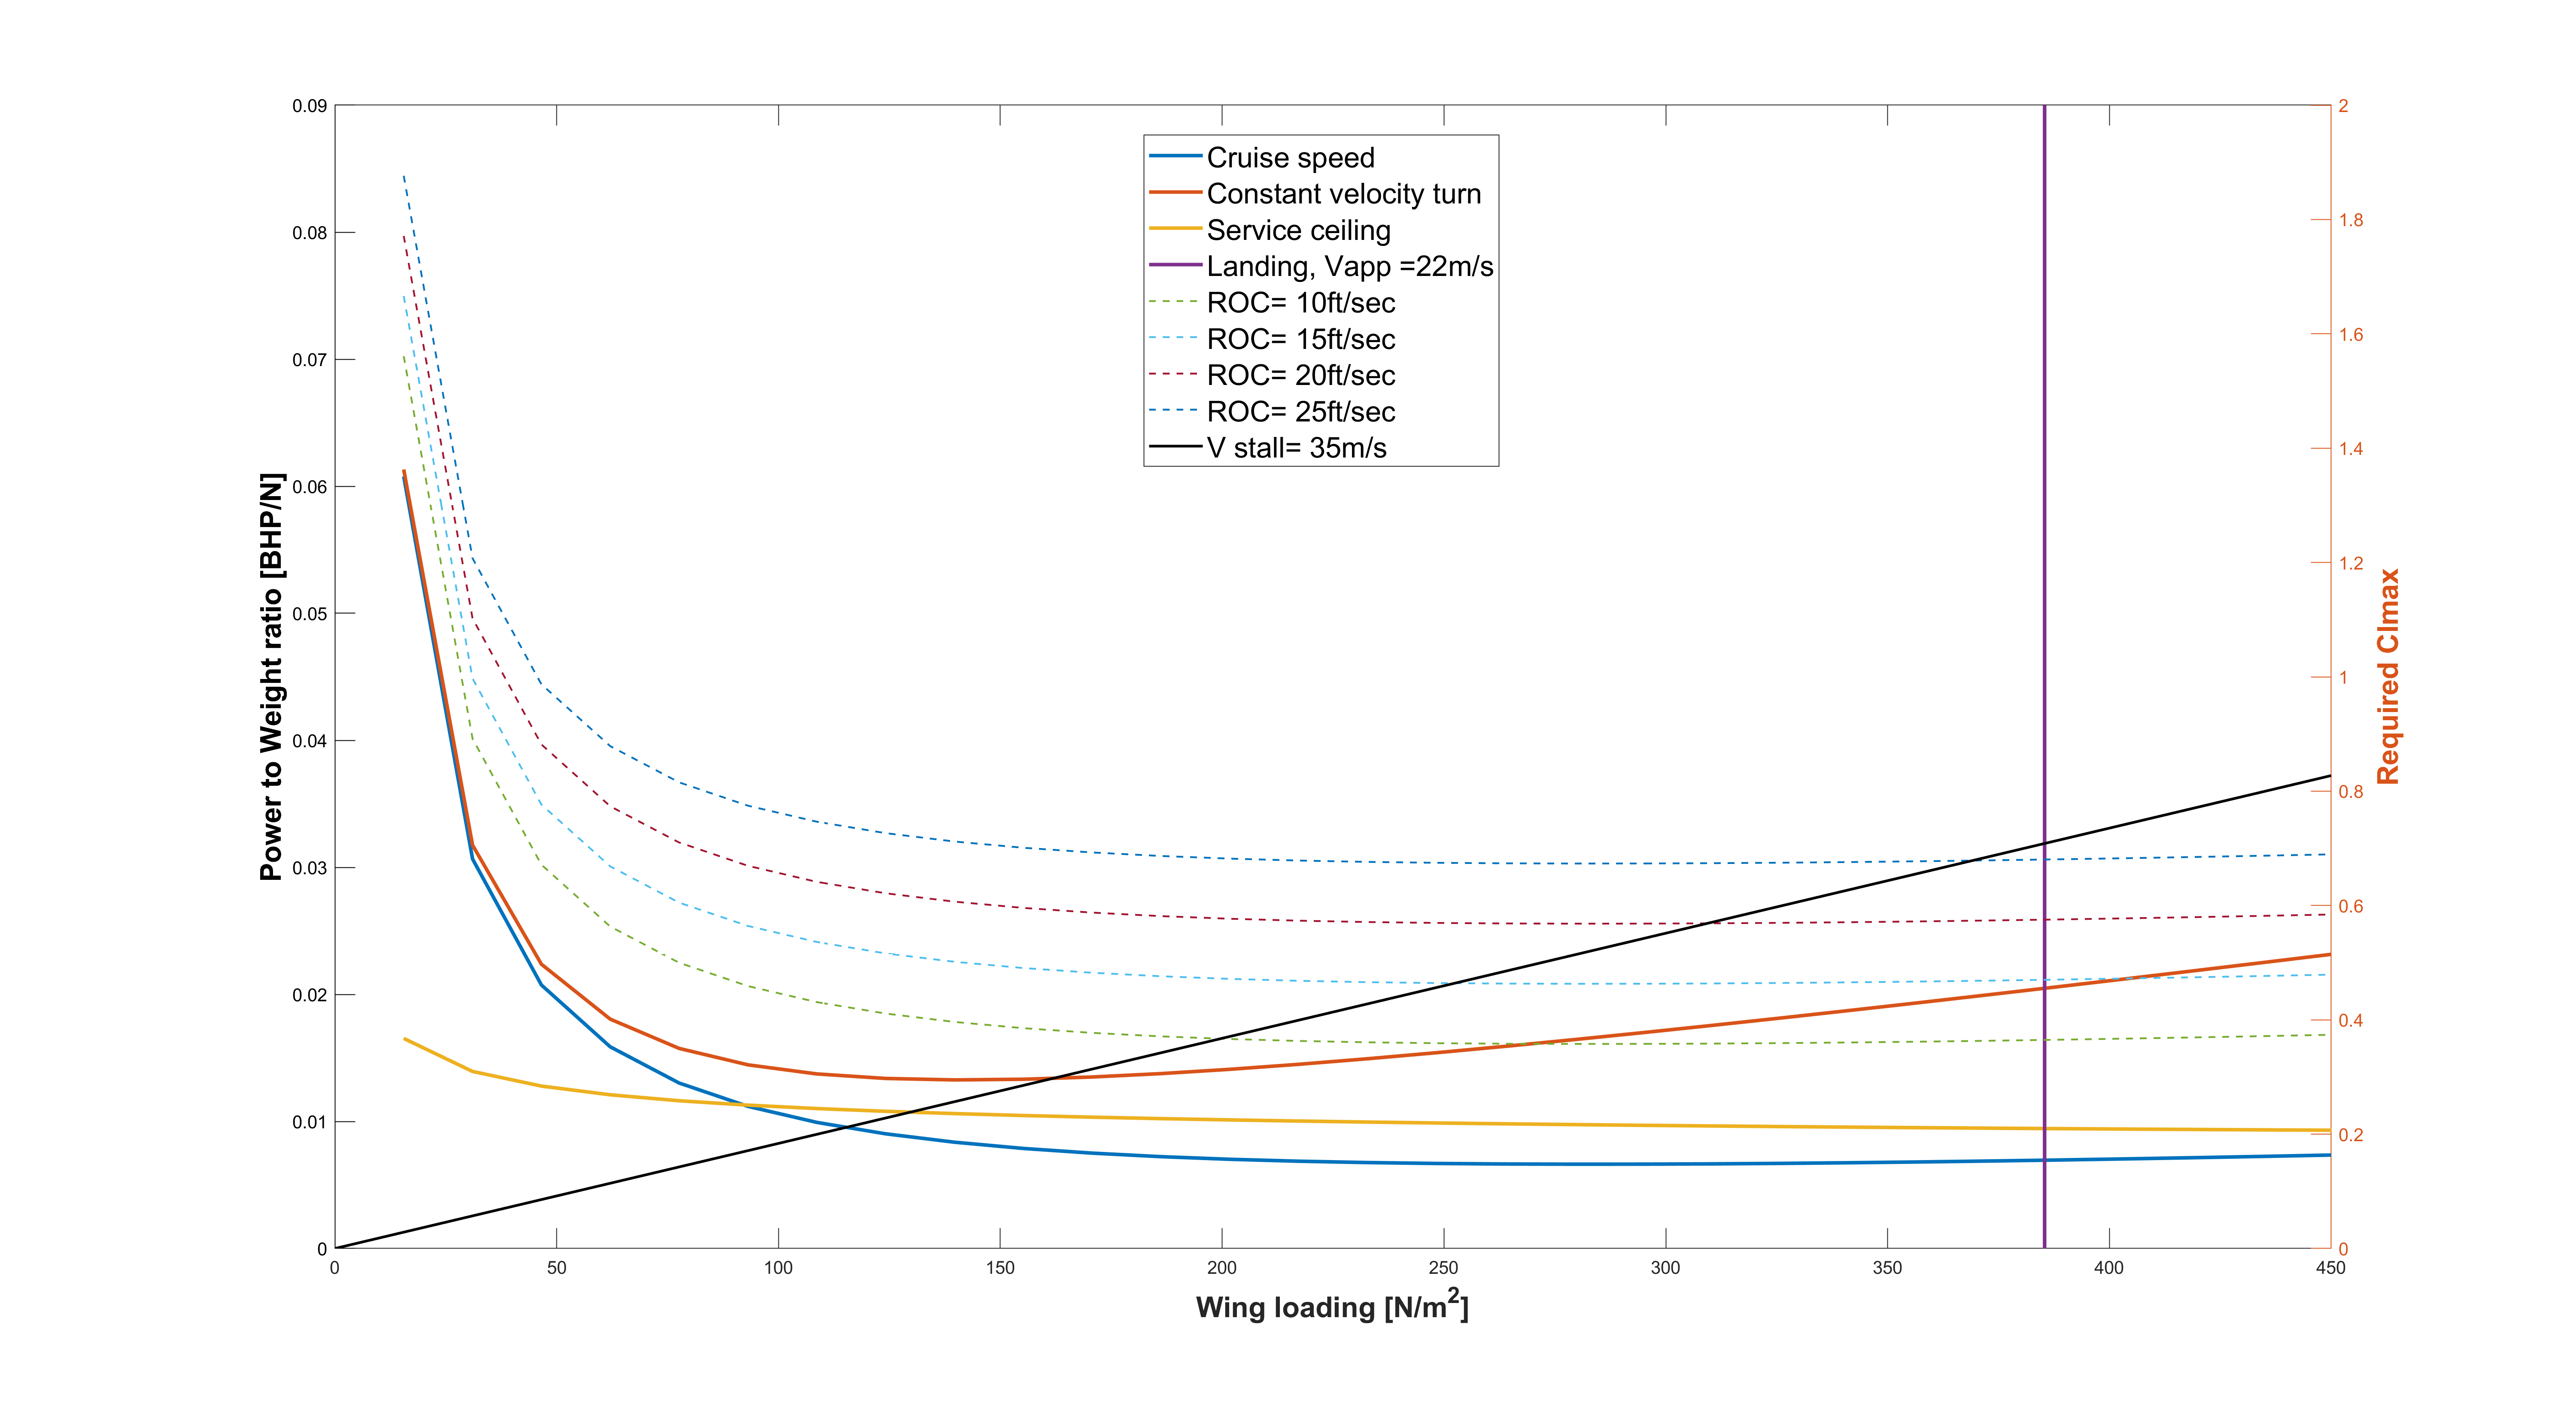 0.09
0.08
0.07
0.06
0.05
0.04
0.03
0.02
0.01
0
Power to Weight ratio [BHP/N]
Cruise speed
Constant velocity turn
Service ceiling
Landing, Vapp =22m/s
ROC= 10ft/sec
ROC= 15ft/sec
ROC= 20ft/sec
ROC= 25ft/sec
V stall= 35m/s
2
1.8
1.6
1.4
1.2
1
0.8
0.6
0.4
0.2
0
Required Clmax
0 50 100 150 200 250 300 350 400 450
Wing loading [N/m²]